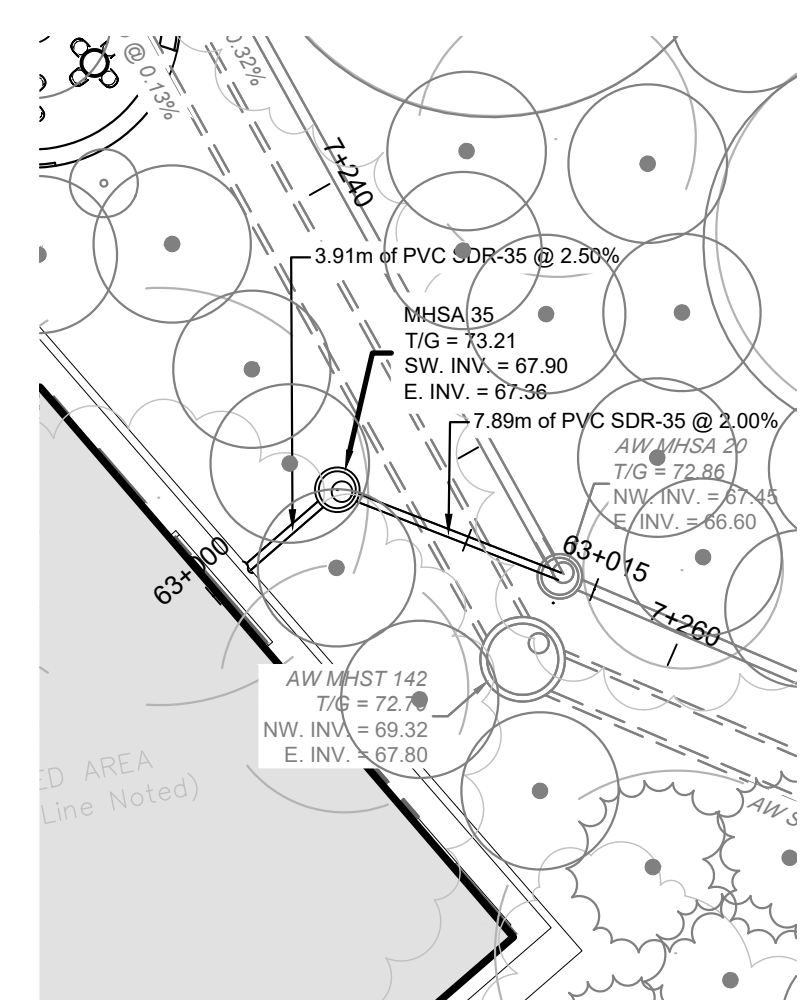 @ 0.13%
0.32%
7+240
3.91m of PVC SDR-35 @ 2.50%
MHSA 35
T/G = 73.21
SW. INV. = 67.90
E. INV. = 67.36
7.89m of PVC SDR-35 @ 2.00%
AW MHSA 20
T/G = 72.86
NW. INV. = 67.45
E. INV. = 66.60
63+000
63+015
7+260
AW MHST 142
T/G = 72.79
NW. INV. = 69.32
E. INV. = 67.80
ED AREA
Line Noted)
AW S